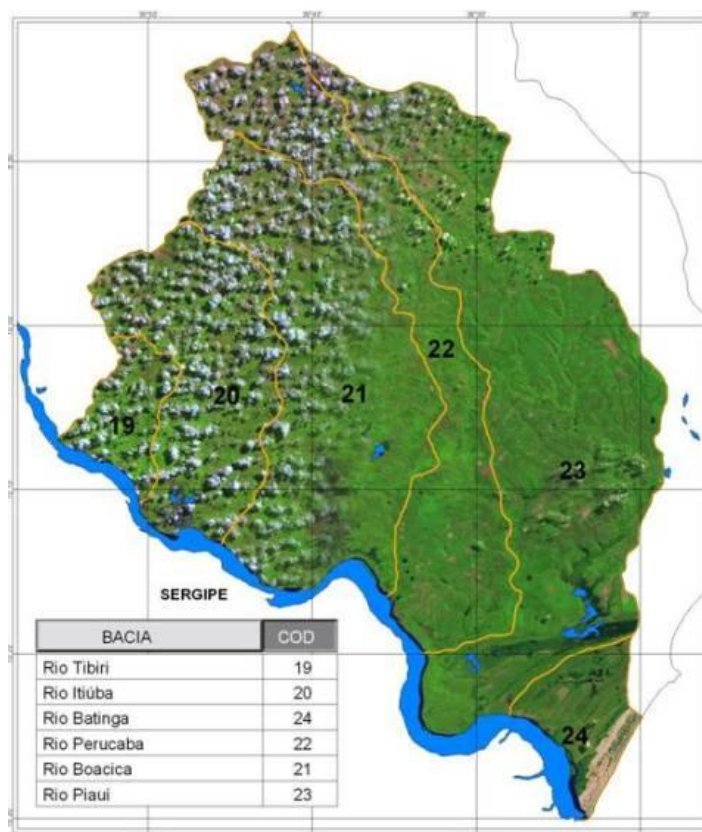 22
20
21
19
23
SERGIPE
BACIA COD
Rio Tibiri 19
Rio Itiúba 20
Rio Batinga 24
Rio Perucaba 22
Rio Boacica 21
Rio Piauí 23
24